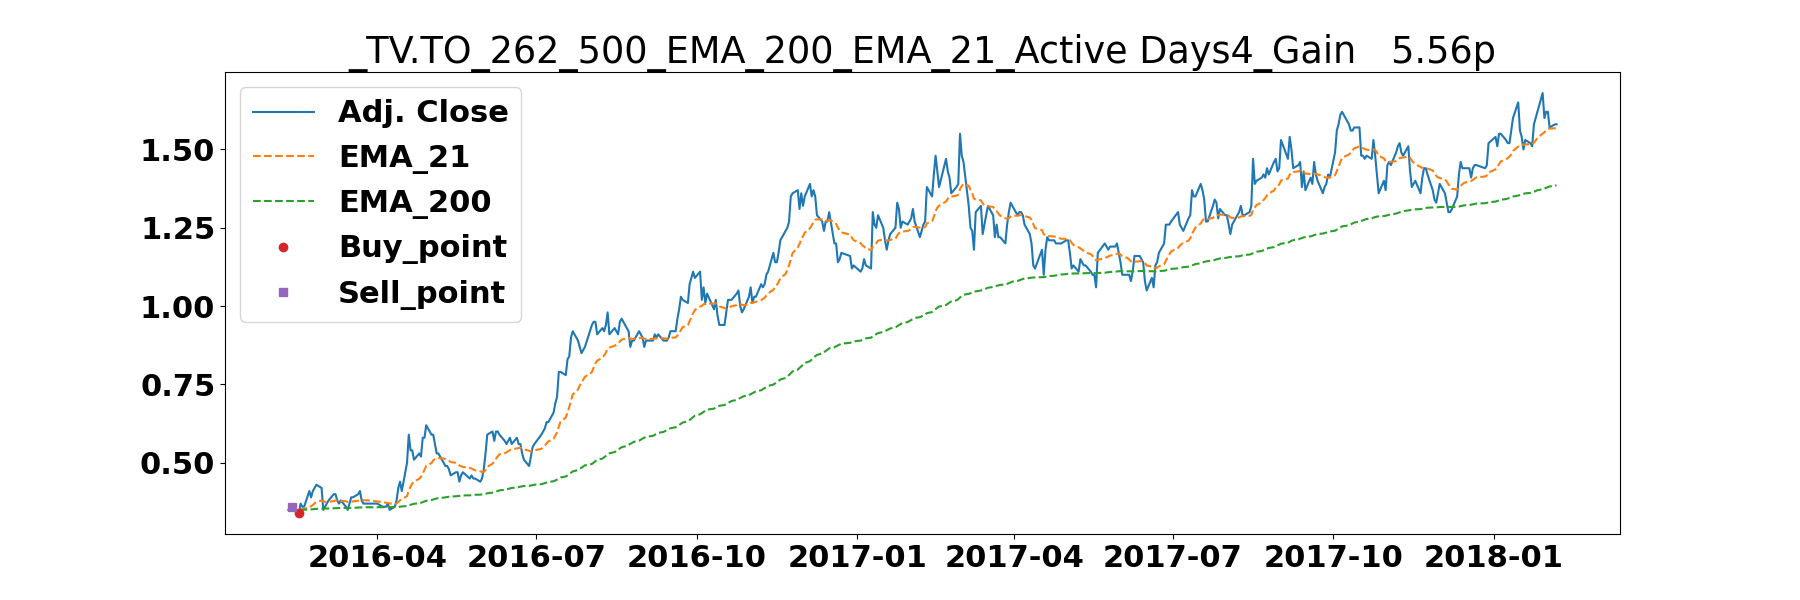 _TV.TO_262_500_EMA_200_EMA_21_Active Days4_Gain   5.56p
Adj. Close
EMA_21
EMA_200
Buy_point
Sell_point
1.50
1.25
1.00
0.75
0.50
2016-04 2016-07 2016-10 2017-01 2017-04 2017-07 2017-10 2018-01